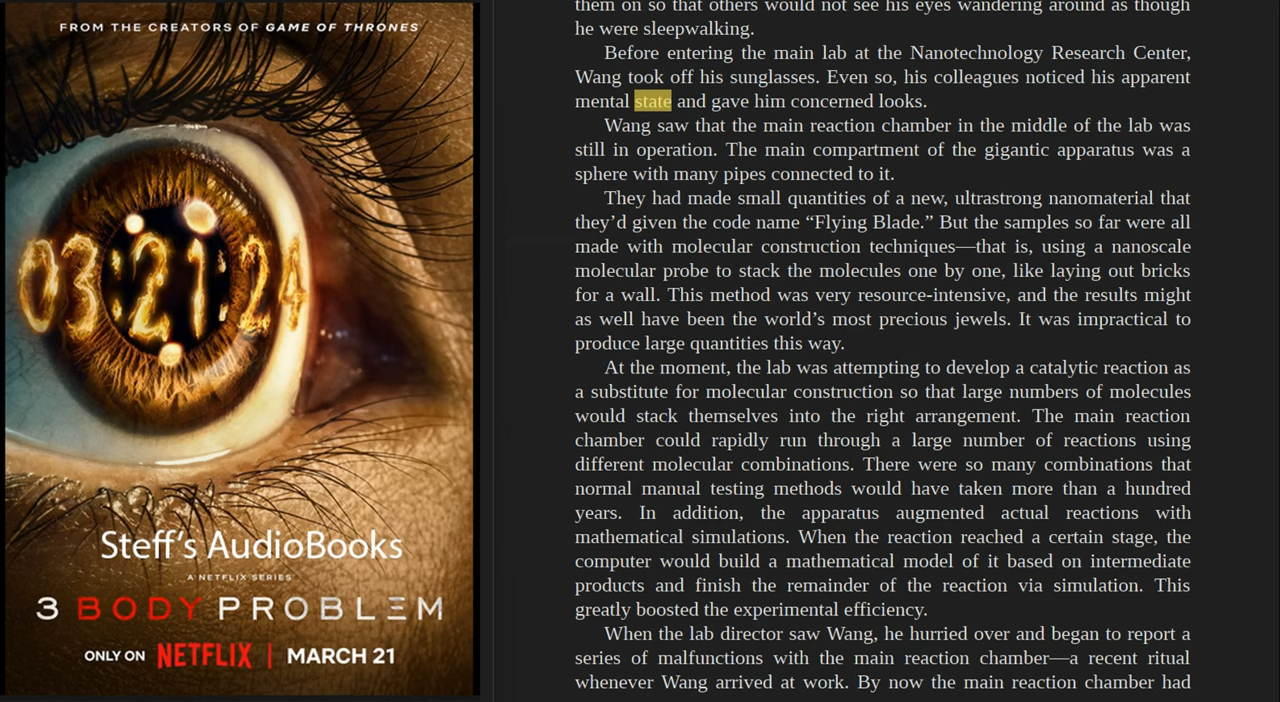 FROM THE CREATORS OF GAME OF THRONES
03:21:24
Steff's AudioBooks
A NETFLIX SERIES
3 BODY PROBLEM
ONLY ON NETFLIX | MARCH 21
them on so that others would not see his eyes wandering around as though
he were sleepwalking.
Before entering the main lab at the Nanotechnology Research Center,
Wang took off his sunglasses. Even so, his colleagues noticed his apparent
mental state and gave him concerned looks.
Wang saw that the main reaction chamber in the middle of the lab was
still in operation. The main compartment of the gigantic apparatus was a
sphere with many pipes connected to it.
They had made small quantities of a new, ultrastrong nanomaterial that
they’d given the code name “Flying Blade.” But the samples so far were all
made with molecular construction techniques—that is, using a nanoscale
molecular probe to stack the molecules one by one, like laying out bricks
for a wall. This method was very resource-intensive, and the results might
as well have been the world’s most precious jewels. It was impractical to
produce large quantities this way.
At the moment, the lab was attempting to develop a catalytic reaction as
a substitute for molecular construction so that large numbers of molecules
would stack themselves into the right arrangement. The main reaction
chamber could rapidly run through a large number of reactions using
different molecular combinations. There were so many combinations that
normal manual testing methods would have taken more than a hundred
years. In addition, the apparatus augmented actual reactions with
mathematical simulations. When the reaction reached a certain stage, the
computer would build a mathematical model of it based on intermediate
products and finish the remainder of the reaction via simulation. This
greatly boosted the experimental efficiency.
When the lab director saw Wang, he hurried over and began to report a
series of malfunctions with the main reaction chamber—a recent ritual
whenever Wang arrived at work. By now the main reaction chamber had